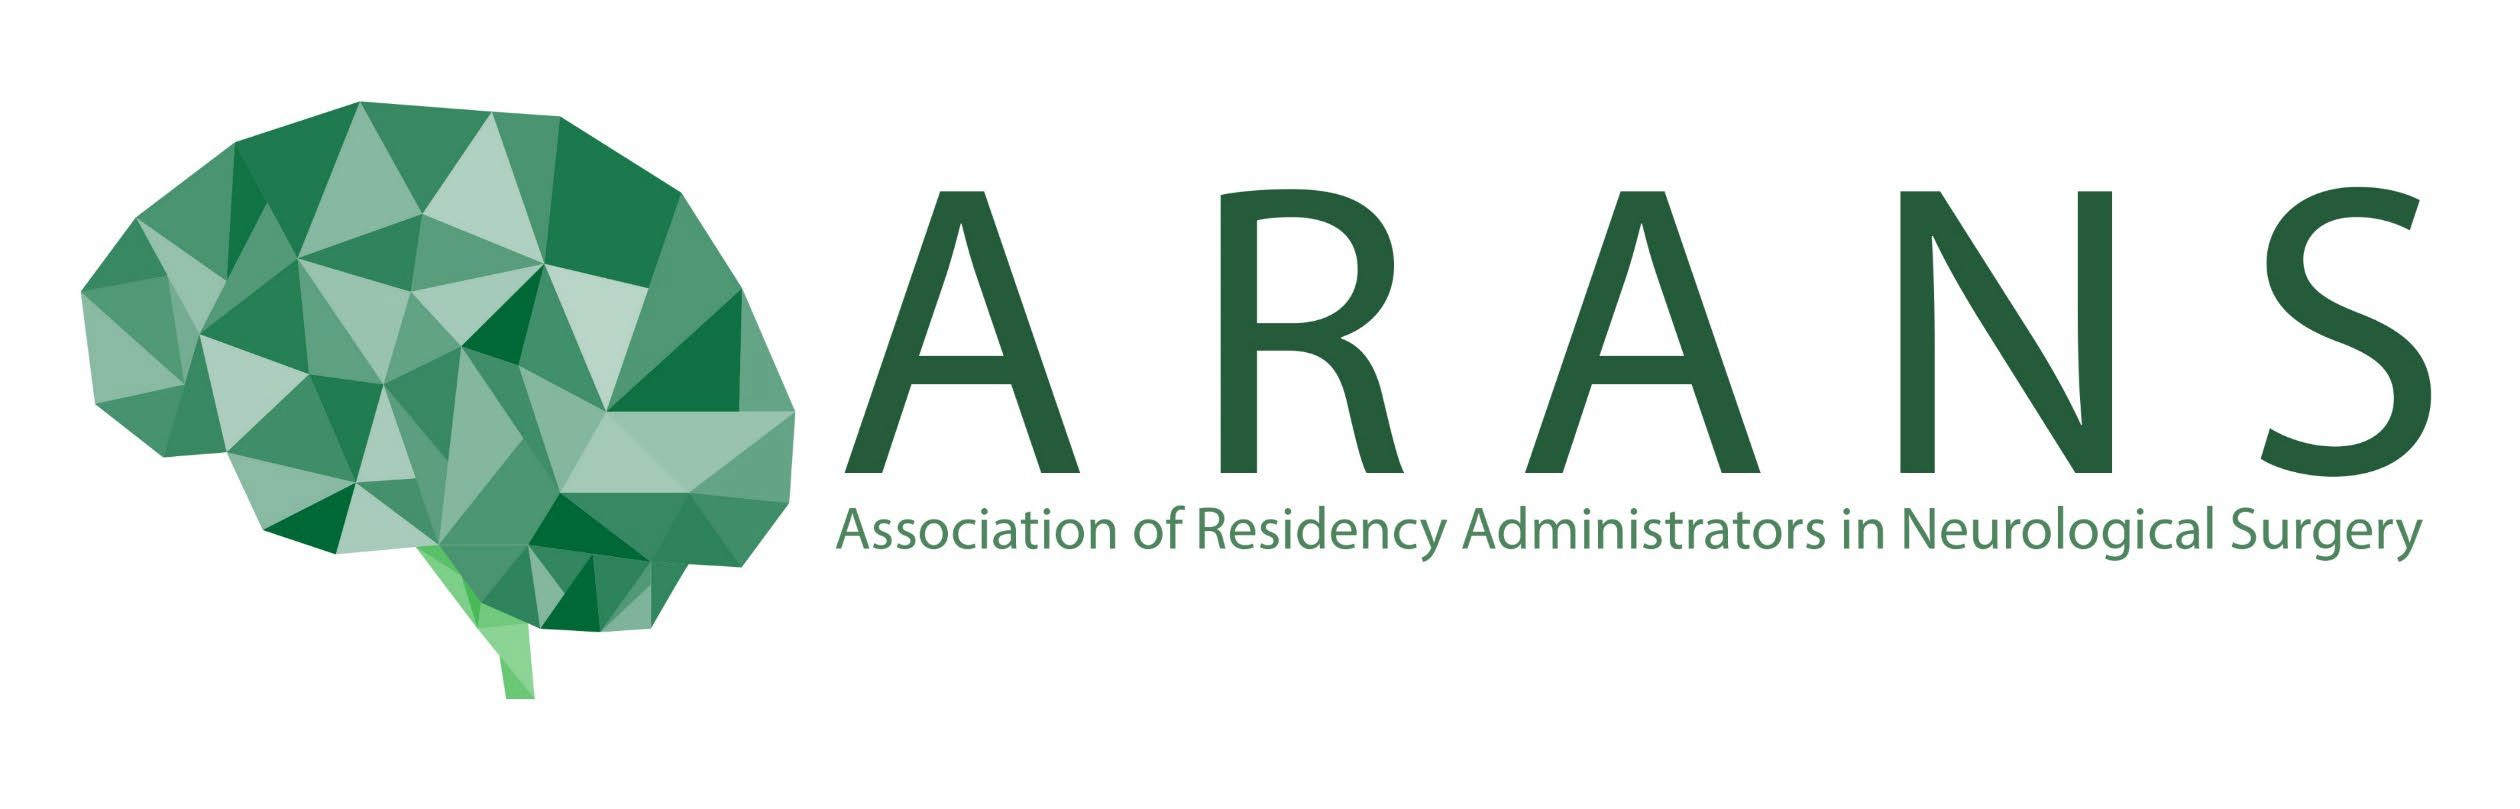 ARANS
Association of Residency Administrators in Neurological Surgery